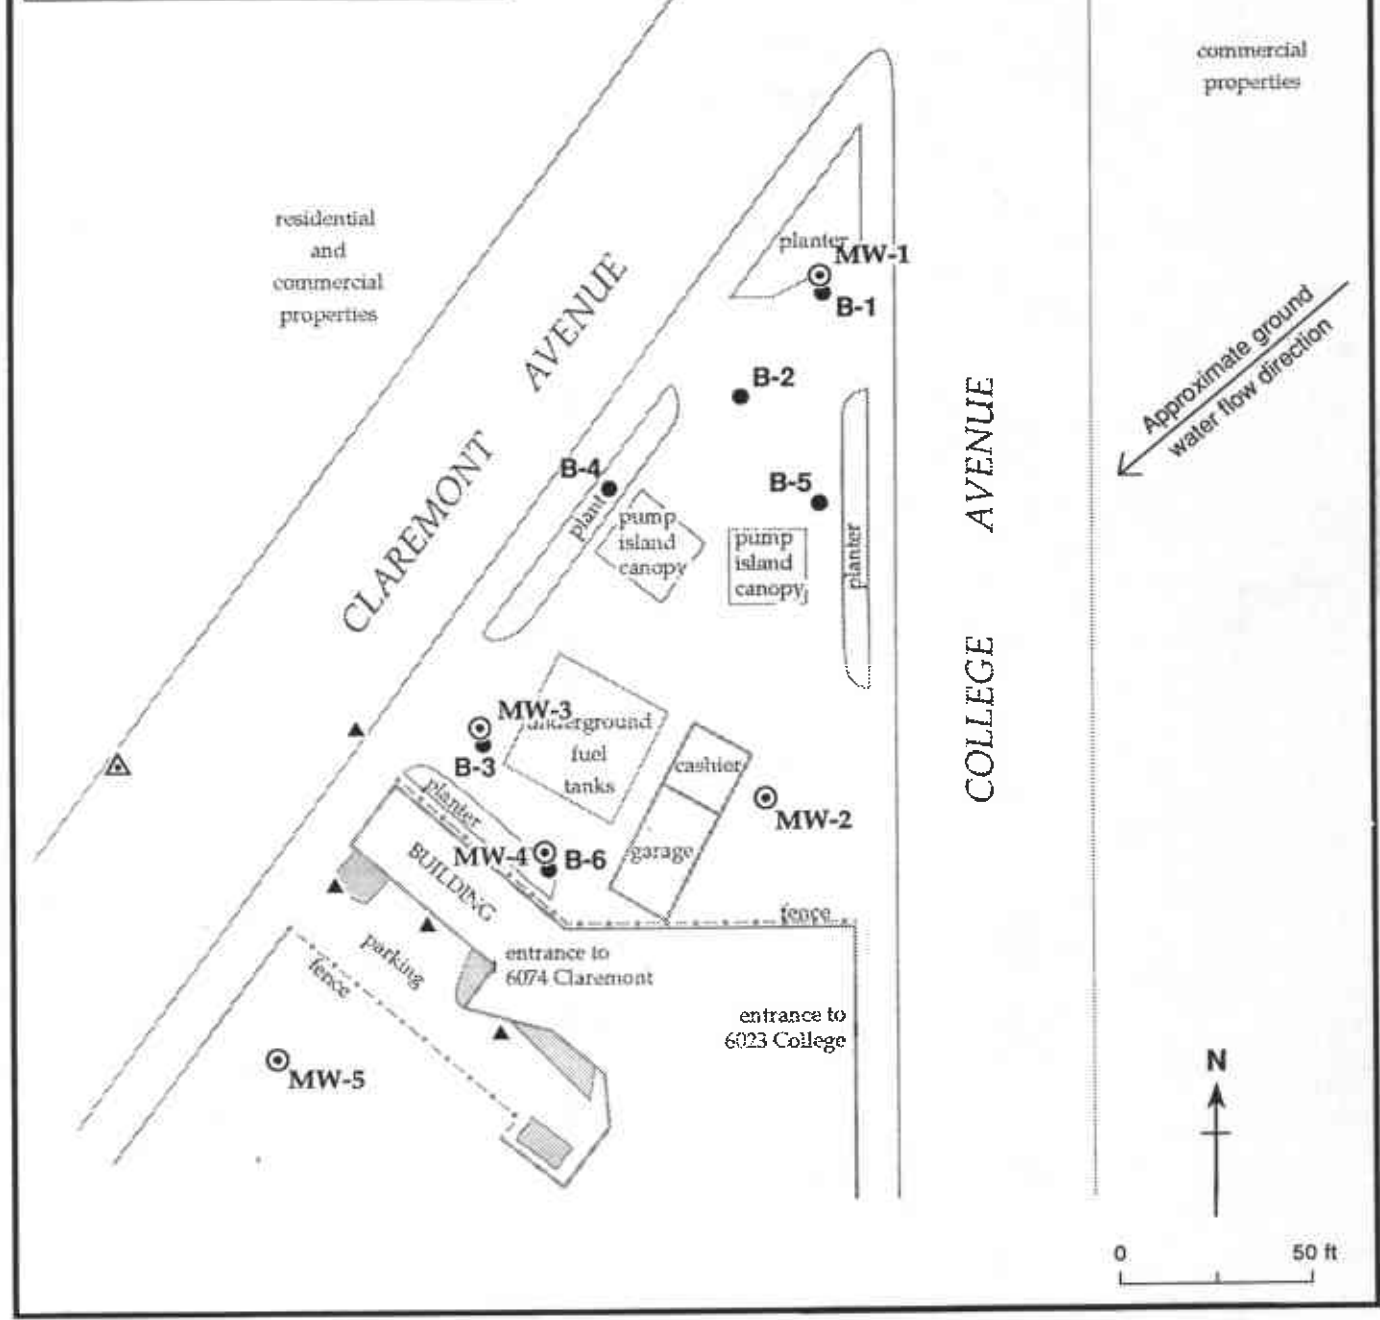 commercial
properties
residential
and
commercial
properties
planter
MW-1
B-1
Approximate ground
water flow direction
CLAREMONT AVENUE
B-2
B-4
plant
B-5
pump
island
canopy
pump
island
canopy
planter
COLLEGE AVENUE
MW-3
underground
fuel
tanks
B-3
cashier
MW-2
planter
MW-4
B-6
garage
BUILDING
fence
parking
fence
entrance to
6074 Claremont
entrance to
6023 College
MW-5
N
0 50 ft